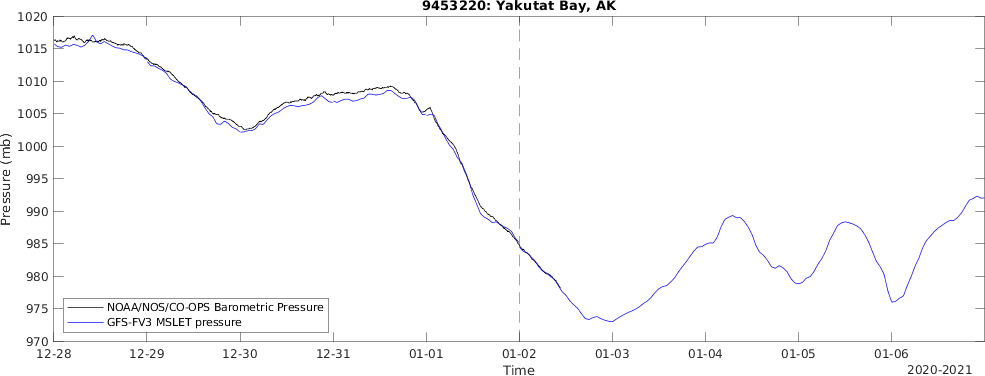 9453220: Yakutat Bay, AK
Pressure (mb)
1020
1015
1010
1005
1000
995
990
985
980
975
970
NOAA/NOS/CO-OPS Barometric Pressure
GFS-FV3 MSLET pressure
12-28 12-29 12-30 12-31 01-01 01-02 01-03 01-04 01-05 01-06
Time
2020-2021